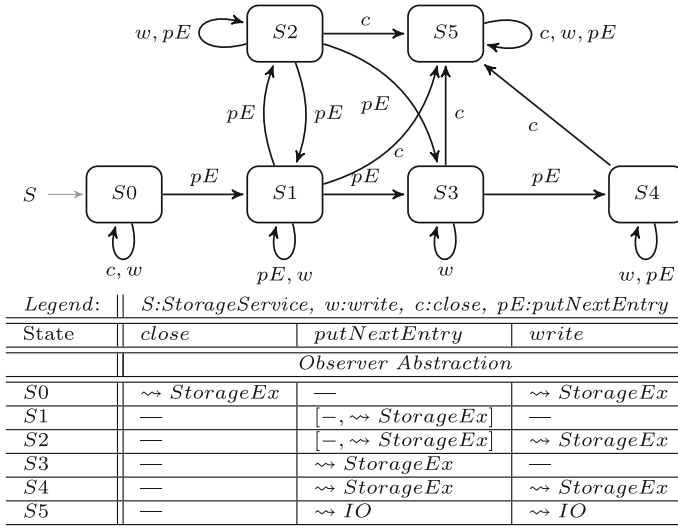 w, pE S2 c S5 c, w, pE
pE pE pE c c c
S S0 pE S1 pE S3 pE S4
c, w pE, w w w, pE
Legend: S:StorageService, w:write, c:close, pE:putNextEntry
State close putNextEntry write
Observer Abstraction
S0 ⇝ StorageEx — ⇝ StorageEx
S1 — [−, ⇝ StorageEx] —
S2 — [−, ⇝ StorageEx] ⇝ StorageEx
S3 — ⇝ StorageEx —
S4 — ⇝ StorageEx ⇝ StorageEx
S5 — ⇝ IO ⇝ IO